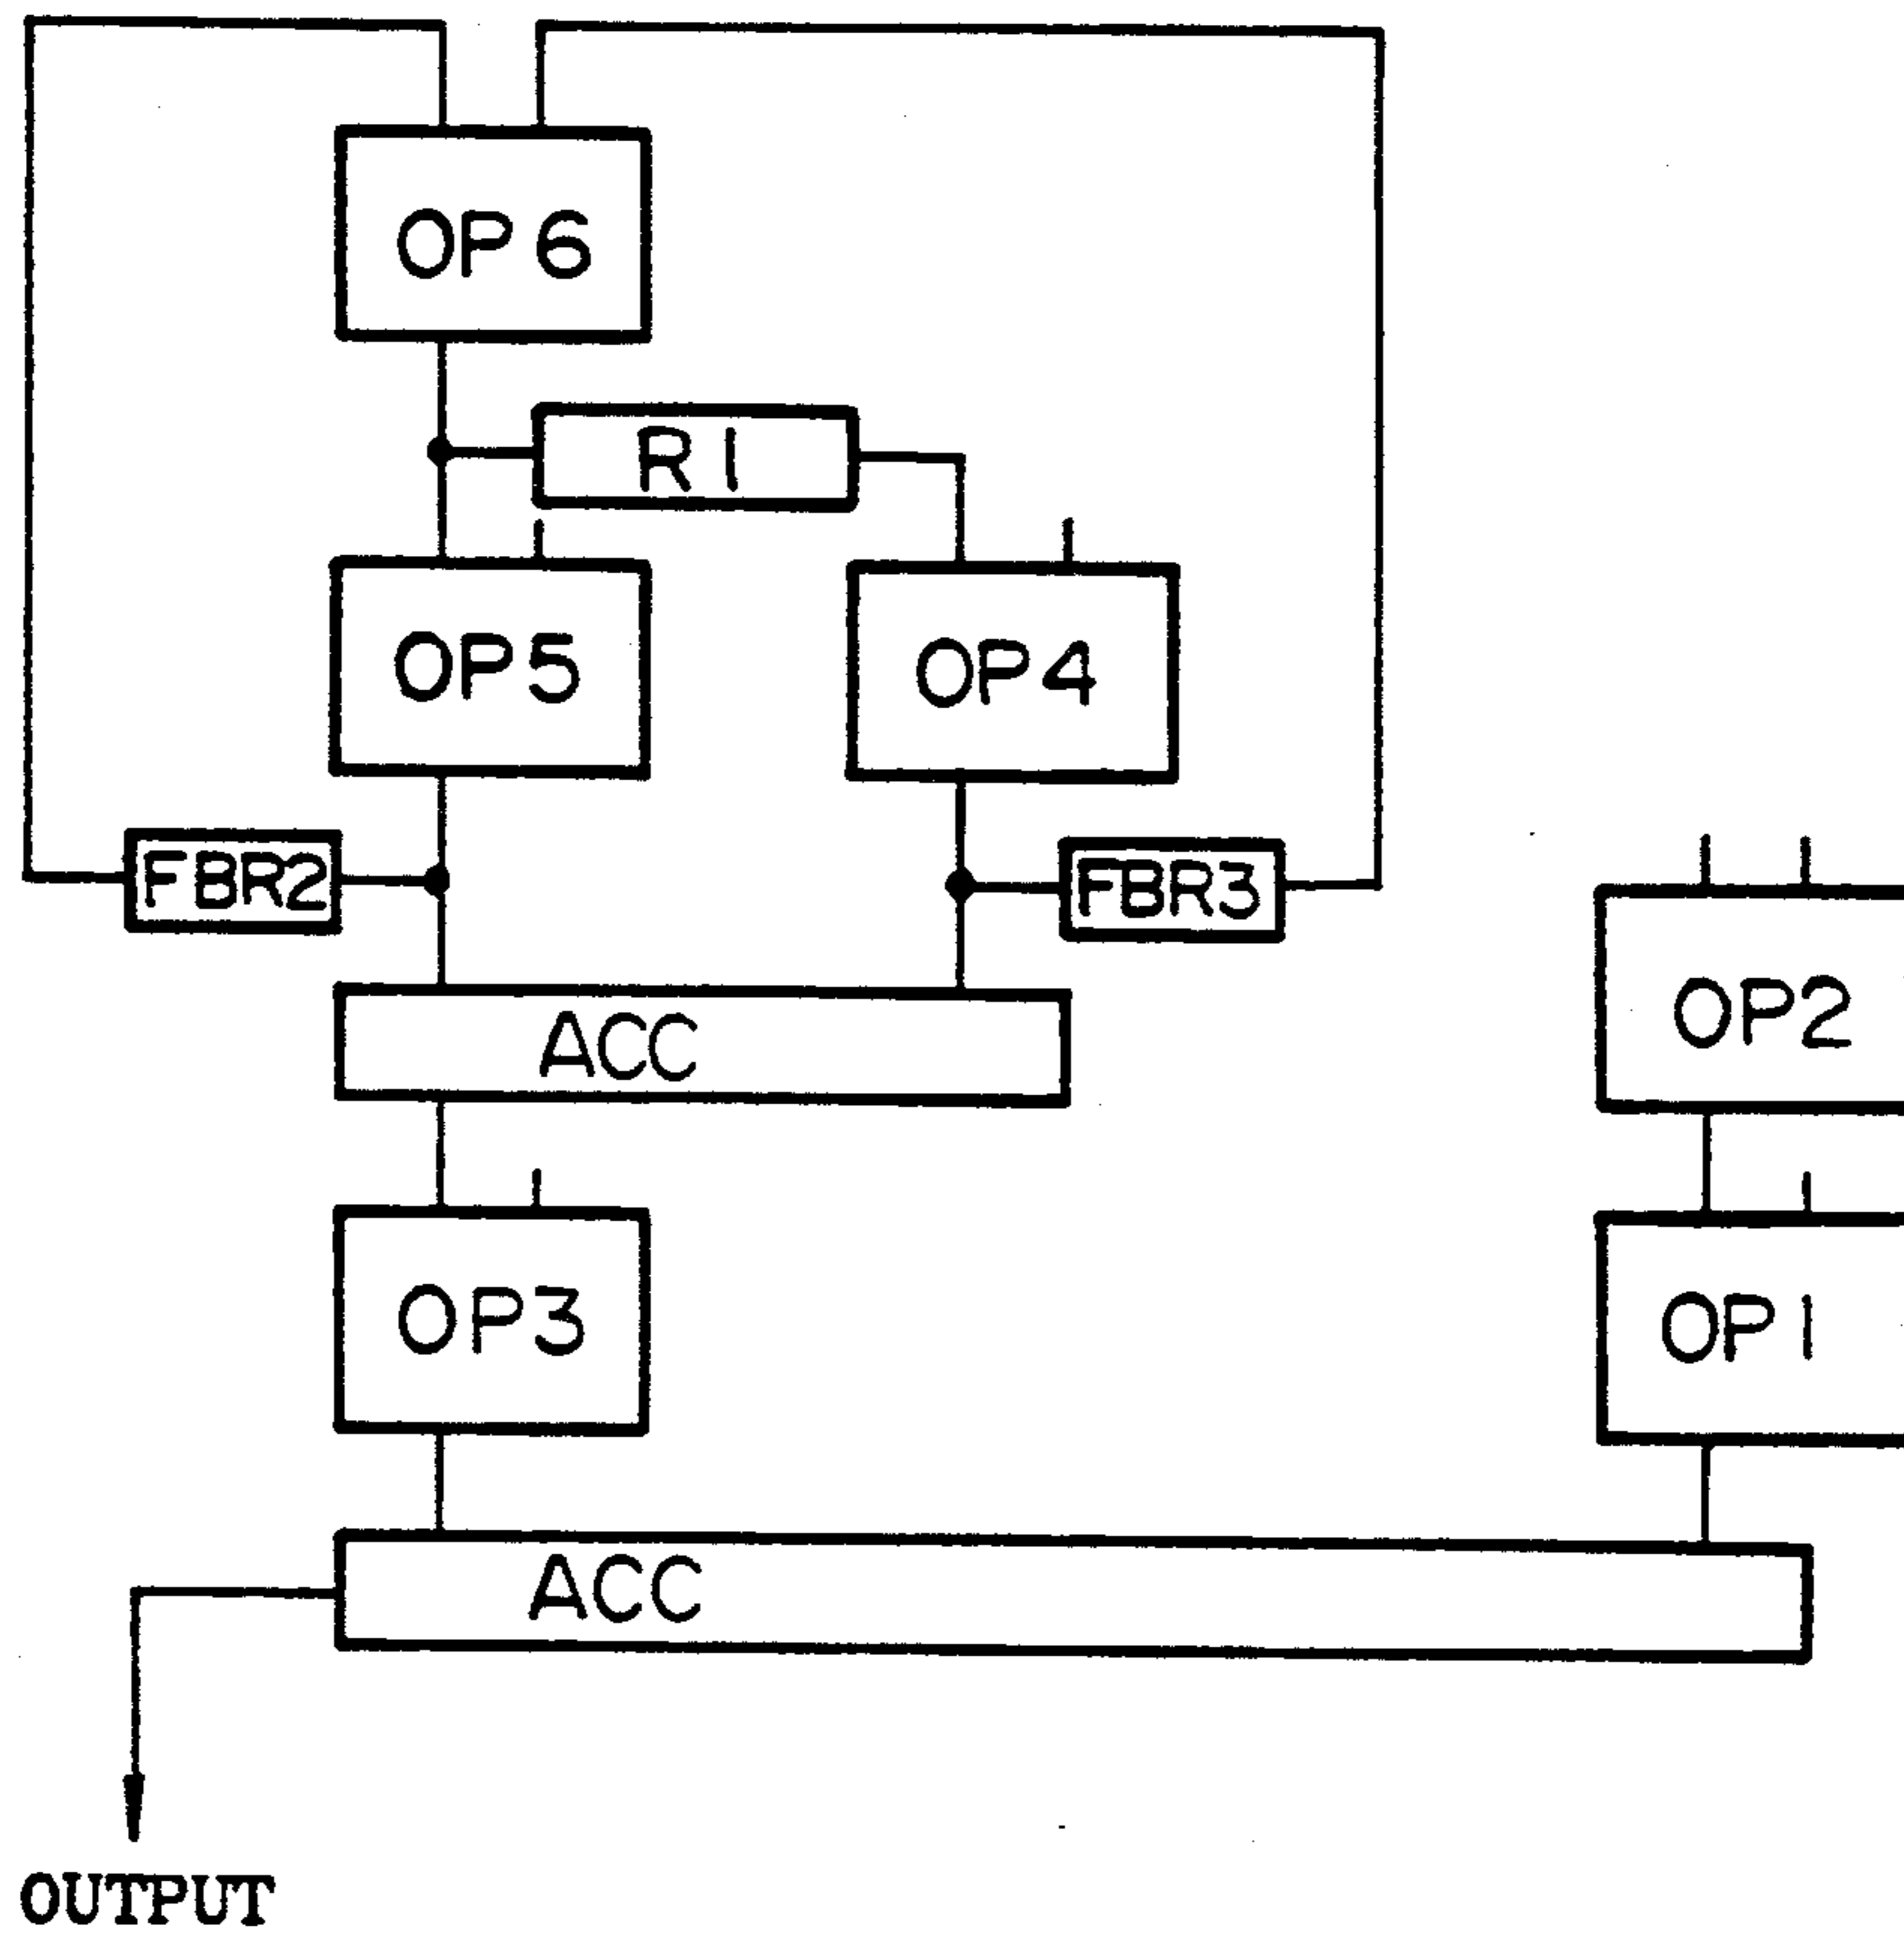 OP6
R1
OP5
OP4
FBR2
FBR3
OP2
ACC
OP3
OP1
ACC
OUTPUT